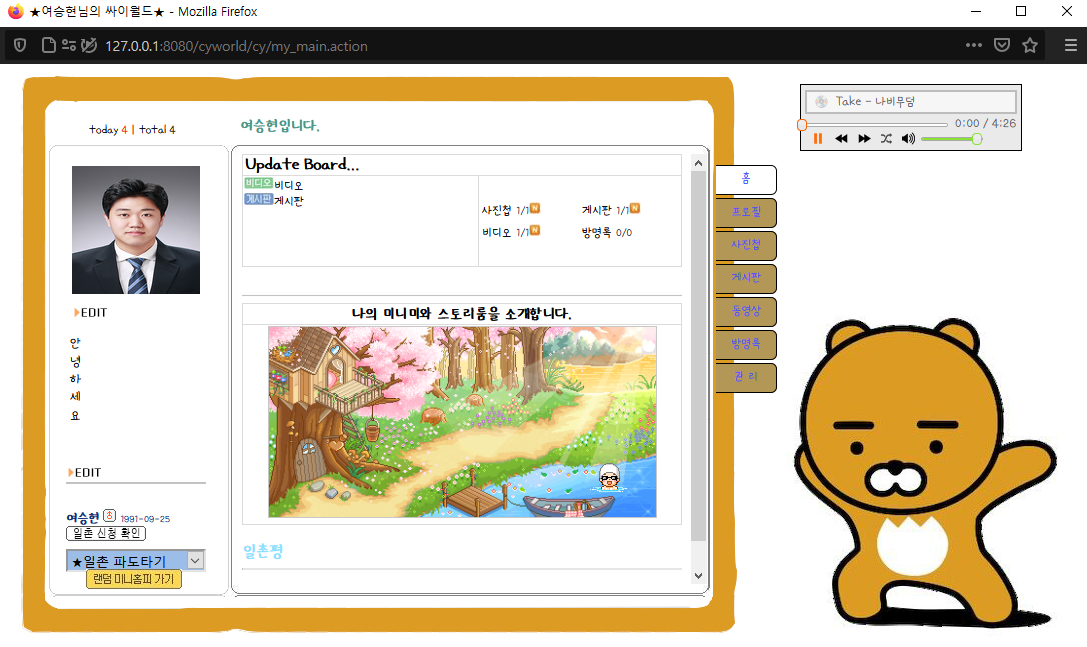 ★여승현님의 싸이월드★ - Mozilla Firefox
127.0.0.1:8080/cyworld/cy/my_main.action
today 4 | total 4
여승현입니다.
Take - 나비무덤
0:00 / 4:26
Update Board...
비디오 비디오
게시판 게시판
사진첩 1/1 N 게시판 1/1 N
비디오 1/1 N 방명록 0/0
홈
프로필
사진첩
게시판
동영상
방명록
관 리
EDIT
안
녕
하
세
요
EDIT
여승현 1991-09-25
일촌 신청 확인
★일촌 파도타기
랜덤 미니홈피 가기
나의 미니미와 스토리룸을 소개합니다.
일촌평